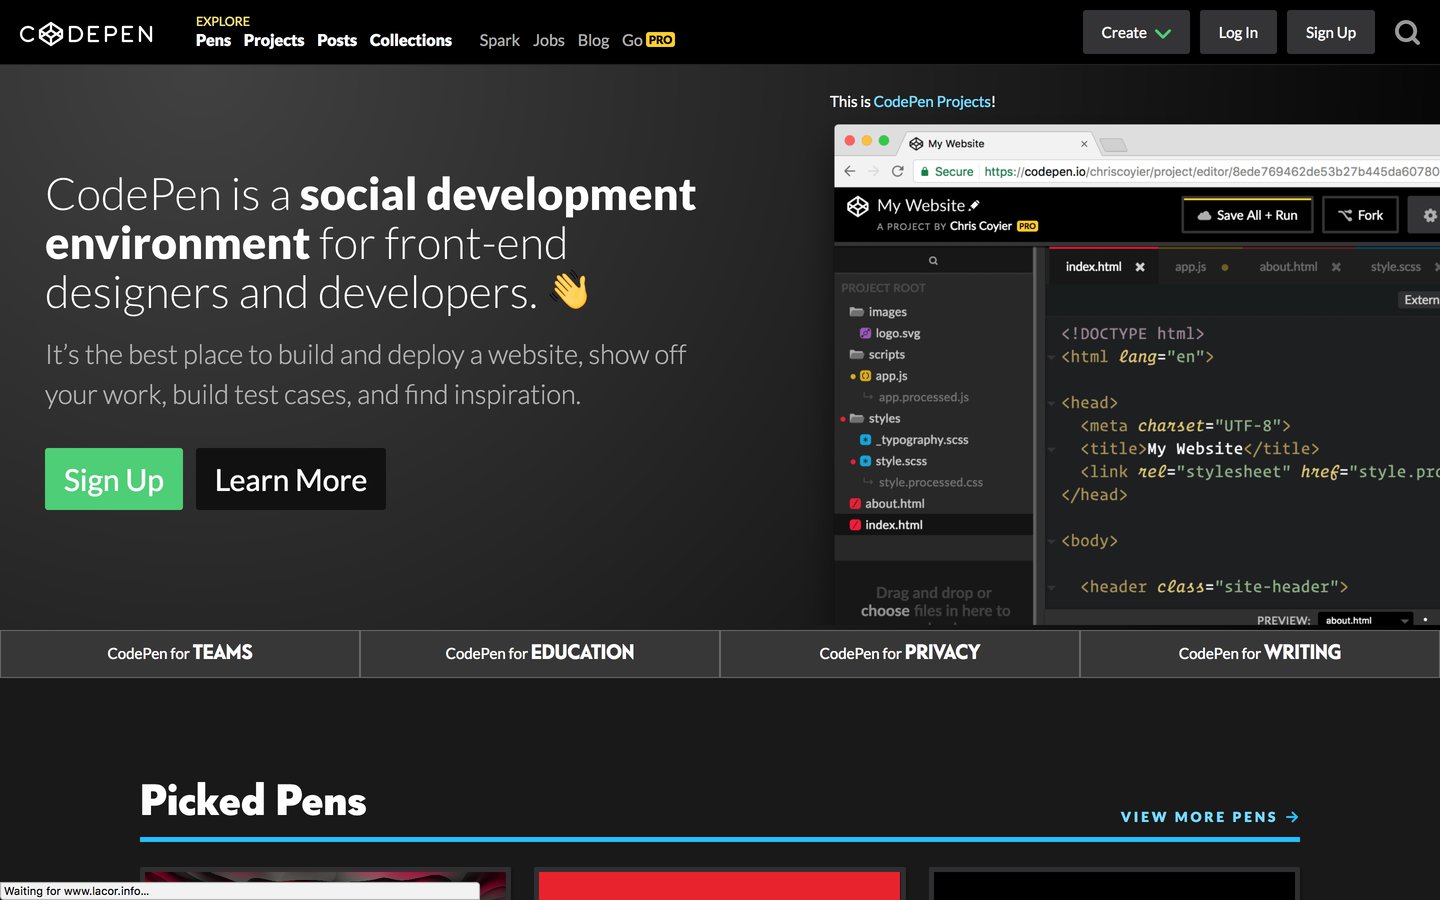 CODEPEN
EXPLORE
Pens Projects Posts Collections Spark Jobs Blog Go PRO
Create Log In Sign Up
CodePen is a social development
environment for front-end
designers and developers.
It’s the best place to build and deploy a website, show off
your work, build test cases, and find inspiration.
Sign Up Learn More
This is CodePen Projects!
My Website
Secure https://codepen.io/chriscoyier/project/editor/8ede769462de53b27b445da60780
My Website
A PROJECT BY Chris Coyier PRO
Save All + Run Fork
index.html app.js about.html style.scss
Extern
PROJECT ROOT
images
logo.svg
scripts
app.js
app.processed.js
styles
_typography.scss
style.scss
style.processed.css
about.html
index.html
Drag and drop or
choose files in here to
<!DOCTYPE html>
<html lang="en">
<head>
<meta charset="UTF-8">
<title>My Website</title>
<link rel="stylesheet" href="style.pro
</head>
<body>
<header class="site-header">
PREVIEW: about.html
CodePen for TEAMS
CodePen for EDUCATION
CodePen for PRIVACY
CodePen for WRITING
Picked Pens
VIEW MORE PENS →
Waiting for www.lacor.info...